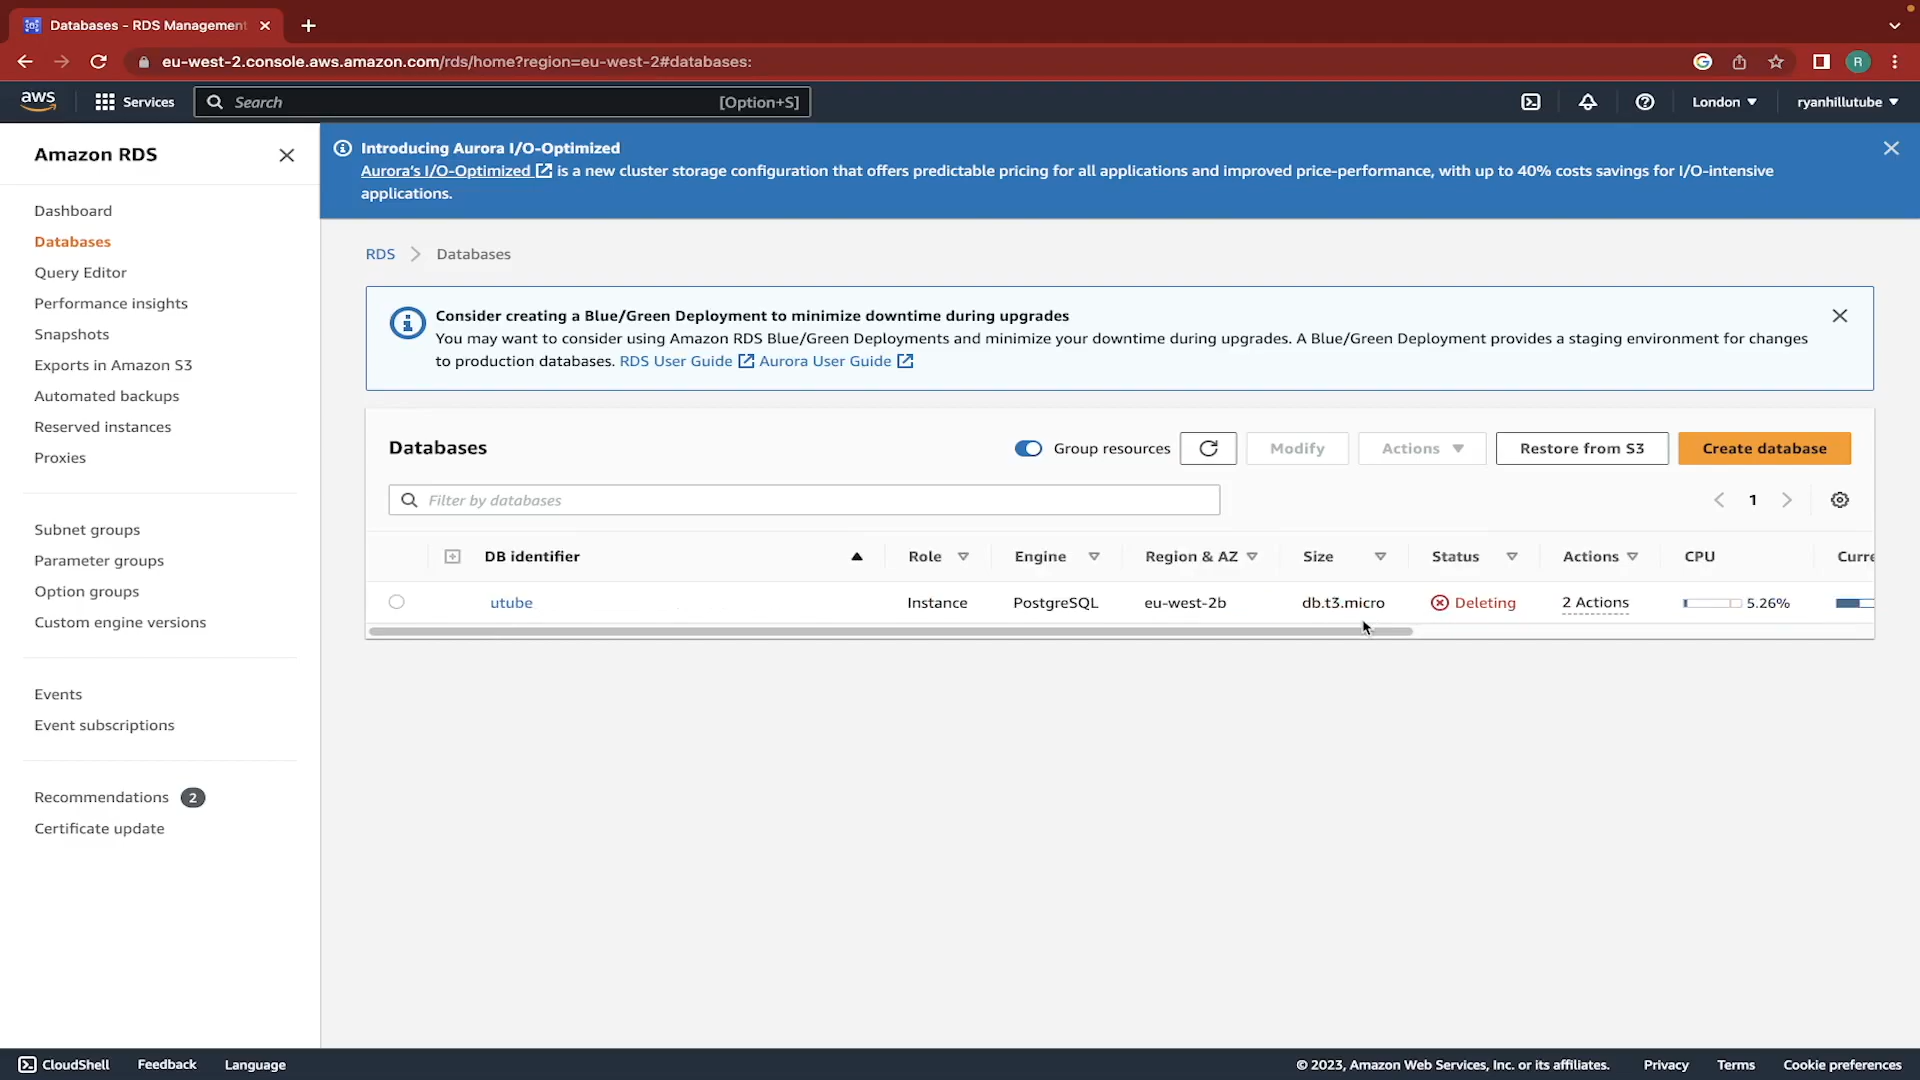 Databases - RDS Management
eu-west-2.console.aws.amazon.com/rds/home?region=eu-west-2#databases:
R
aws
Services
Search
[Option+S]
London
ryanhillutube
Amazon RDS
Dashboard
Databases
Query Editor
Performance insights
Snapshots
Exports in Amazon S3
Automated backups
Reserved instances
Proxies
Subnet groups
Parameter groups
Option groups
Custom engine versions
Events
Event subscriptions
Recommendations 2
Certificate update
Introducing Aurora I/O-Optimized
Aurora's I/O-Optimized is a new cluster storage configuration that offers predictable pricing for all applications and improved price-performance, with up to 40% costs savings for I/O-intensive
applications.
RDS > Databases
Consider creating a Blue/Green Deployment to minimize downtime during upgrades
You may want to consider using Amazon RDS Blue/Green Deployments and minimize your downtime during upgrades. A Blue/Green Deployment provides a staging environment for changes
to production databases. RDS User Guide Aurora User Guide
Databases
Group resources
Modify
Actions
Restore from S3
Create database
Filter by databases
1
DB identifier Role Engine Region & AZ Size Status Actions CPU Curre
utube Instance PostgreSQL eu-west-2b db.t3.micro Deleting 2 Actions 5.26%
CloudShell Feedback Language
© 2023, Amazon Web Services, Inc. or its affiliates. Privacy Terms Cookie preferences